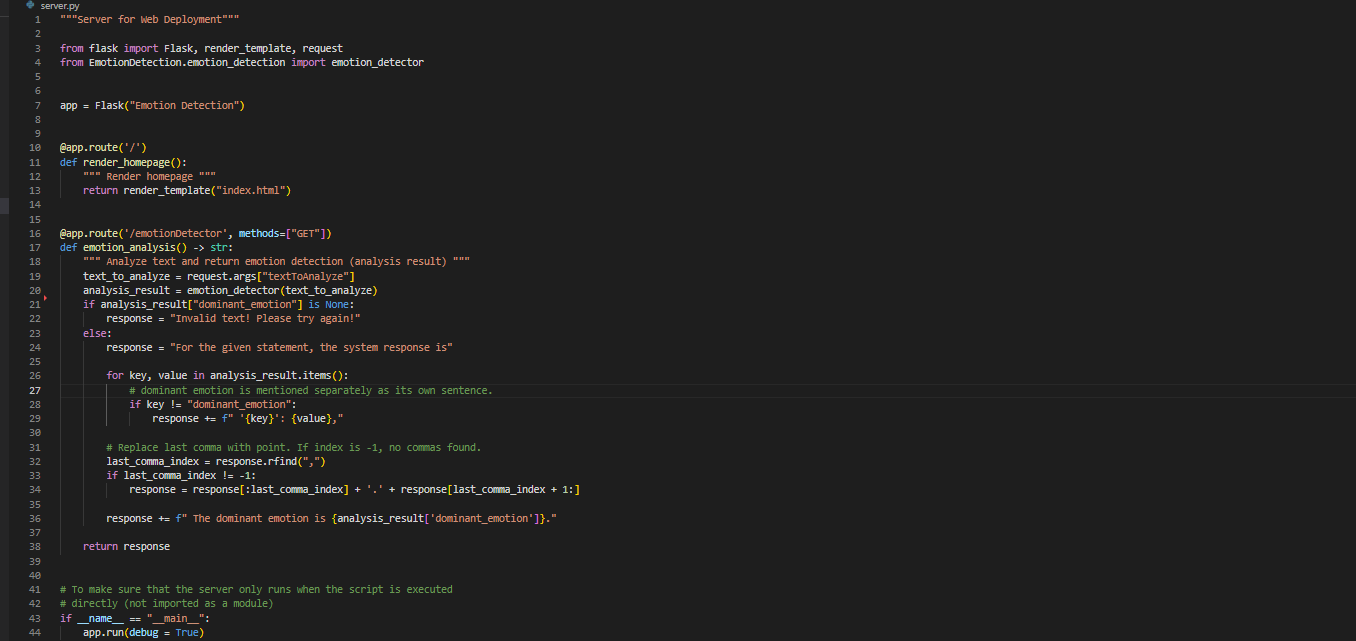 server.py
1 """Server for Web Deployment"""
2
3 from flask import Flask, render_template, request
4 from EmotionDetection.emotion_detection import emotion_detector
5
6
7 app = Flask("Emotion Detection")
8
9
10 @app.route('/')
11 def render_homepage():
12     """ Render homepage """
13     return render_template("index.html")
14
15
16 @app.route('/emotionDetector', methods=["GET"])
17 def emotion_analysis() -> str:
18     """ Analyze text and return emotion detection (analysis result) """
19     text_to_analyze = request.args["textToAnalyze"]
20     analysis_result = emotion_detector(text_to_analyze)
21     if analysis_result["dominant_emotion"] is None:
22         response = "Invalid text! Please try again!"
23     else:
24         response = "For the given statement, the system response is"
25
26         for key, value in analysis_result.items():
27             # dominant emotion is mentioned separately as its own sentence.
28             if key != "dominant_emotion":
29                 response += f" '{key}': {value},"
30
31         # Replace last comma with point. If index is -1, no commas found.
32         last_comma_index = response.rfind(",")
33         if last_comma_index != -1:
34             response = response[:last_comma_index] + '.' + response[last_comma_index + 1:]
35
36         response += f" The dominant emotion is {analysis_result['dominant_emotion']}."
37
38     return response
39
40
41 # To make sure that the server only runs when the script is executed
42 # directly (not imported as a module)
43 if __name__ == "__main__":
44     app.run(debug = True)